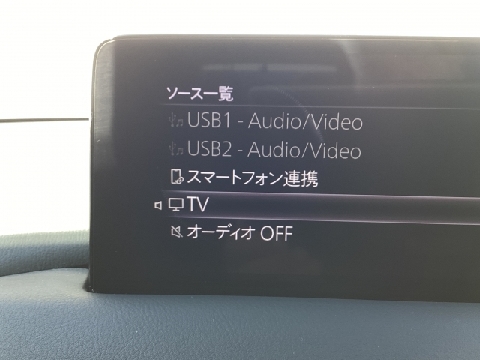 ソース一覧
USB1 - Audio/Video
USB2 - Audio/Video
スマートフォン連携
TV
オーディオ OFF